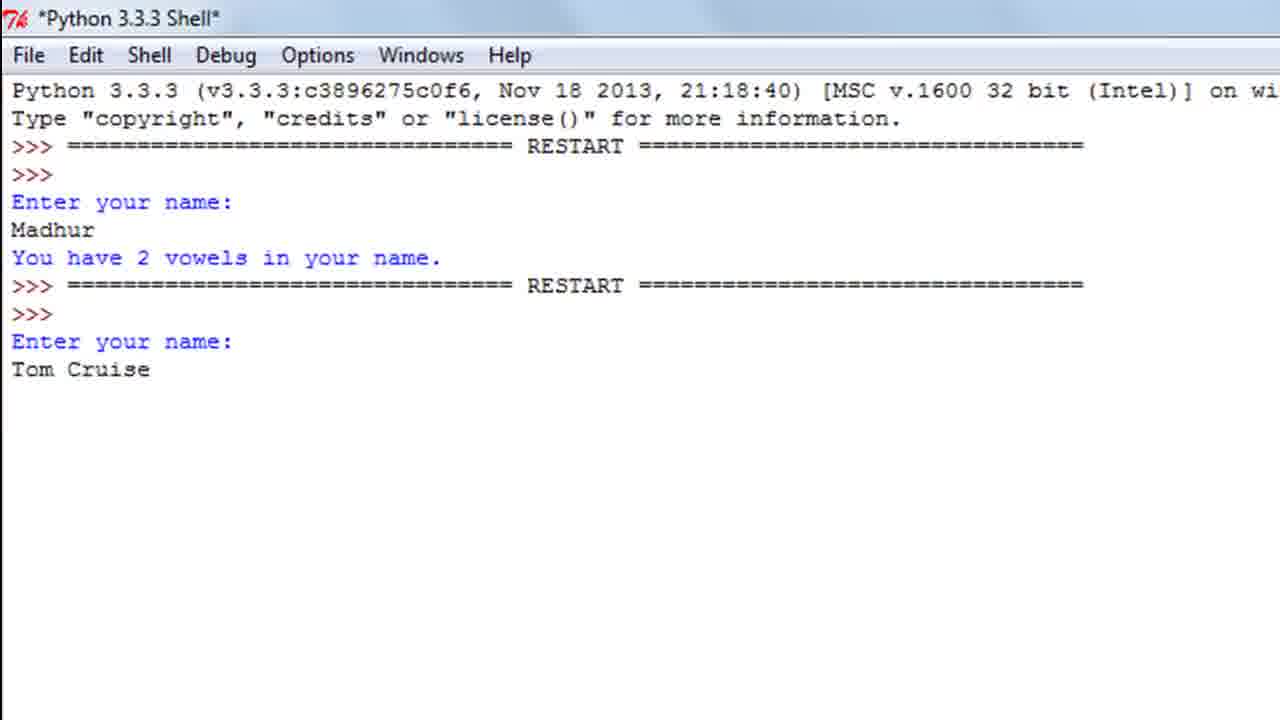 *Python 3.3.3 Shell*
File Edit Shell Debug Options Windows Help
Python 3.3.3 (v3.3.3:c3896275c0f6, Nov 18 2013, 21:18:40) [MSC v.1600 32 bit (Intel)] on wi
Type "copyright", "credits" or "license()" for more information.
>>> ================================ RESTART ================================
>>>
Enter your name:
Madhur
You have 2 vowels in your name.
>>> ================================ RESTART ================================
>>>
Enter your name:
Tom Cruise